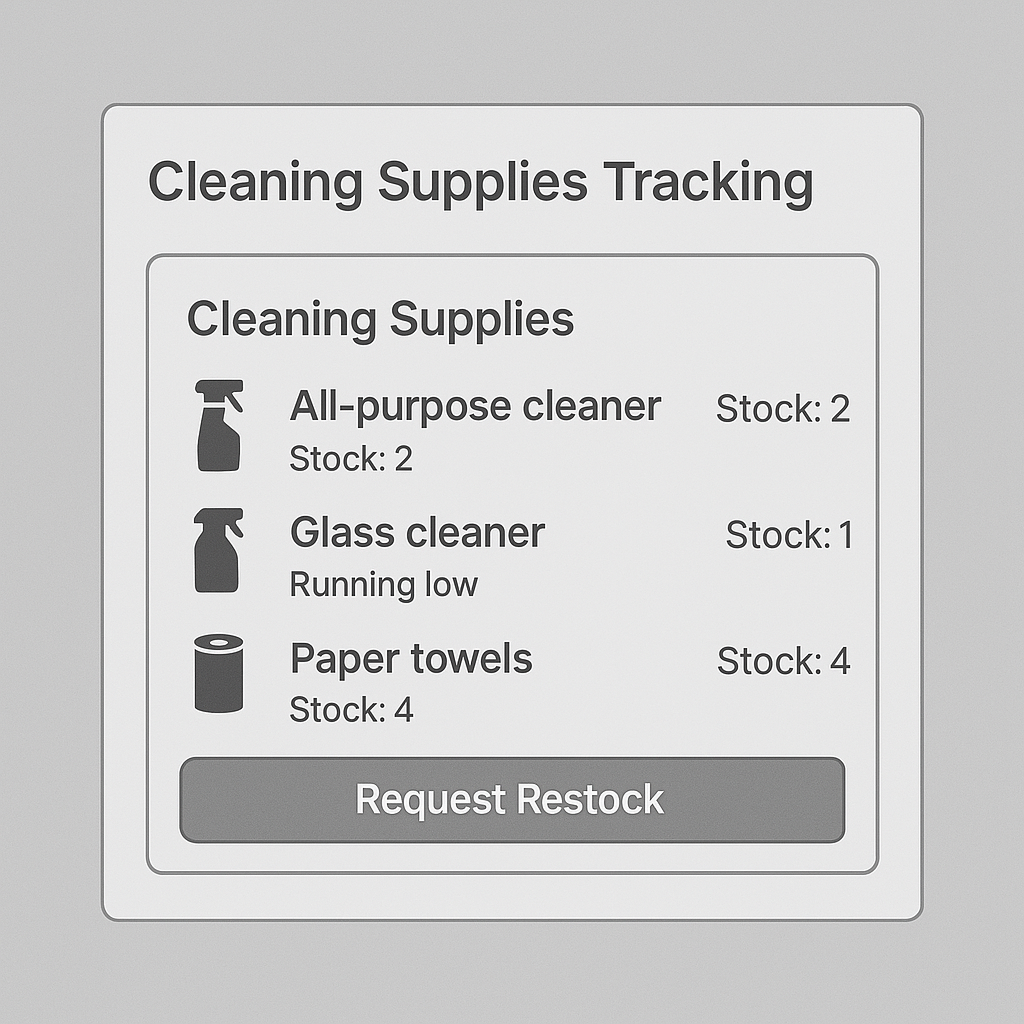 Cleaning Supplies Tracking
Cleaning Supplies
All-purpose cleaner Stock: 2
Stock: 2
Glass cleaner Stock: 1
Running low
Paper towels Stock: 4
Stock: 4
Request Restock